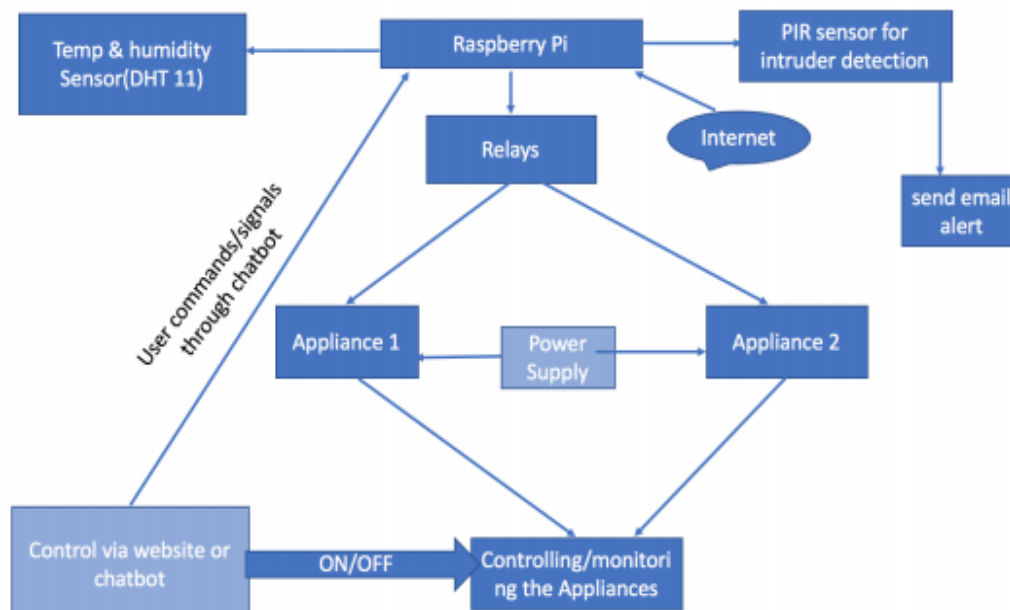 Temp & humidity
Sensor(DHT 11)
Raspberry Pi
PIR sensor for
intruder detection
Internet
Relays
send email
alert
User commands/signals
through chatbot
Appliance 1
Power
Supply
Appliance 2
Control via website or
chatbot
ON/OFF
Controlling/monitori
ng the Appliances